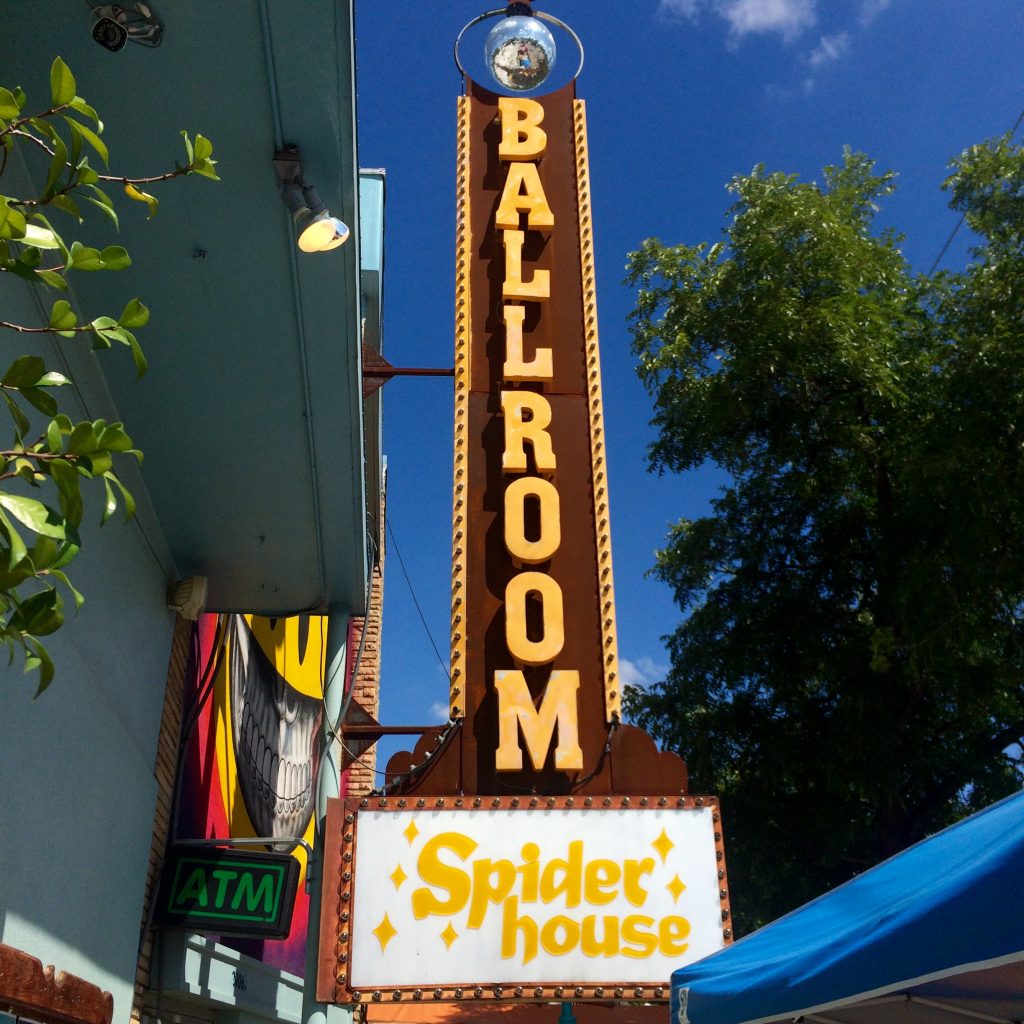 BALLROOM
Spider
house
ATM